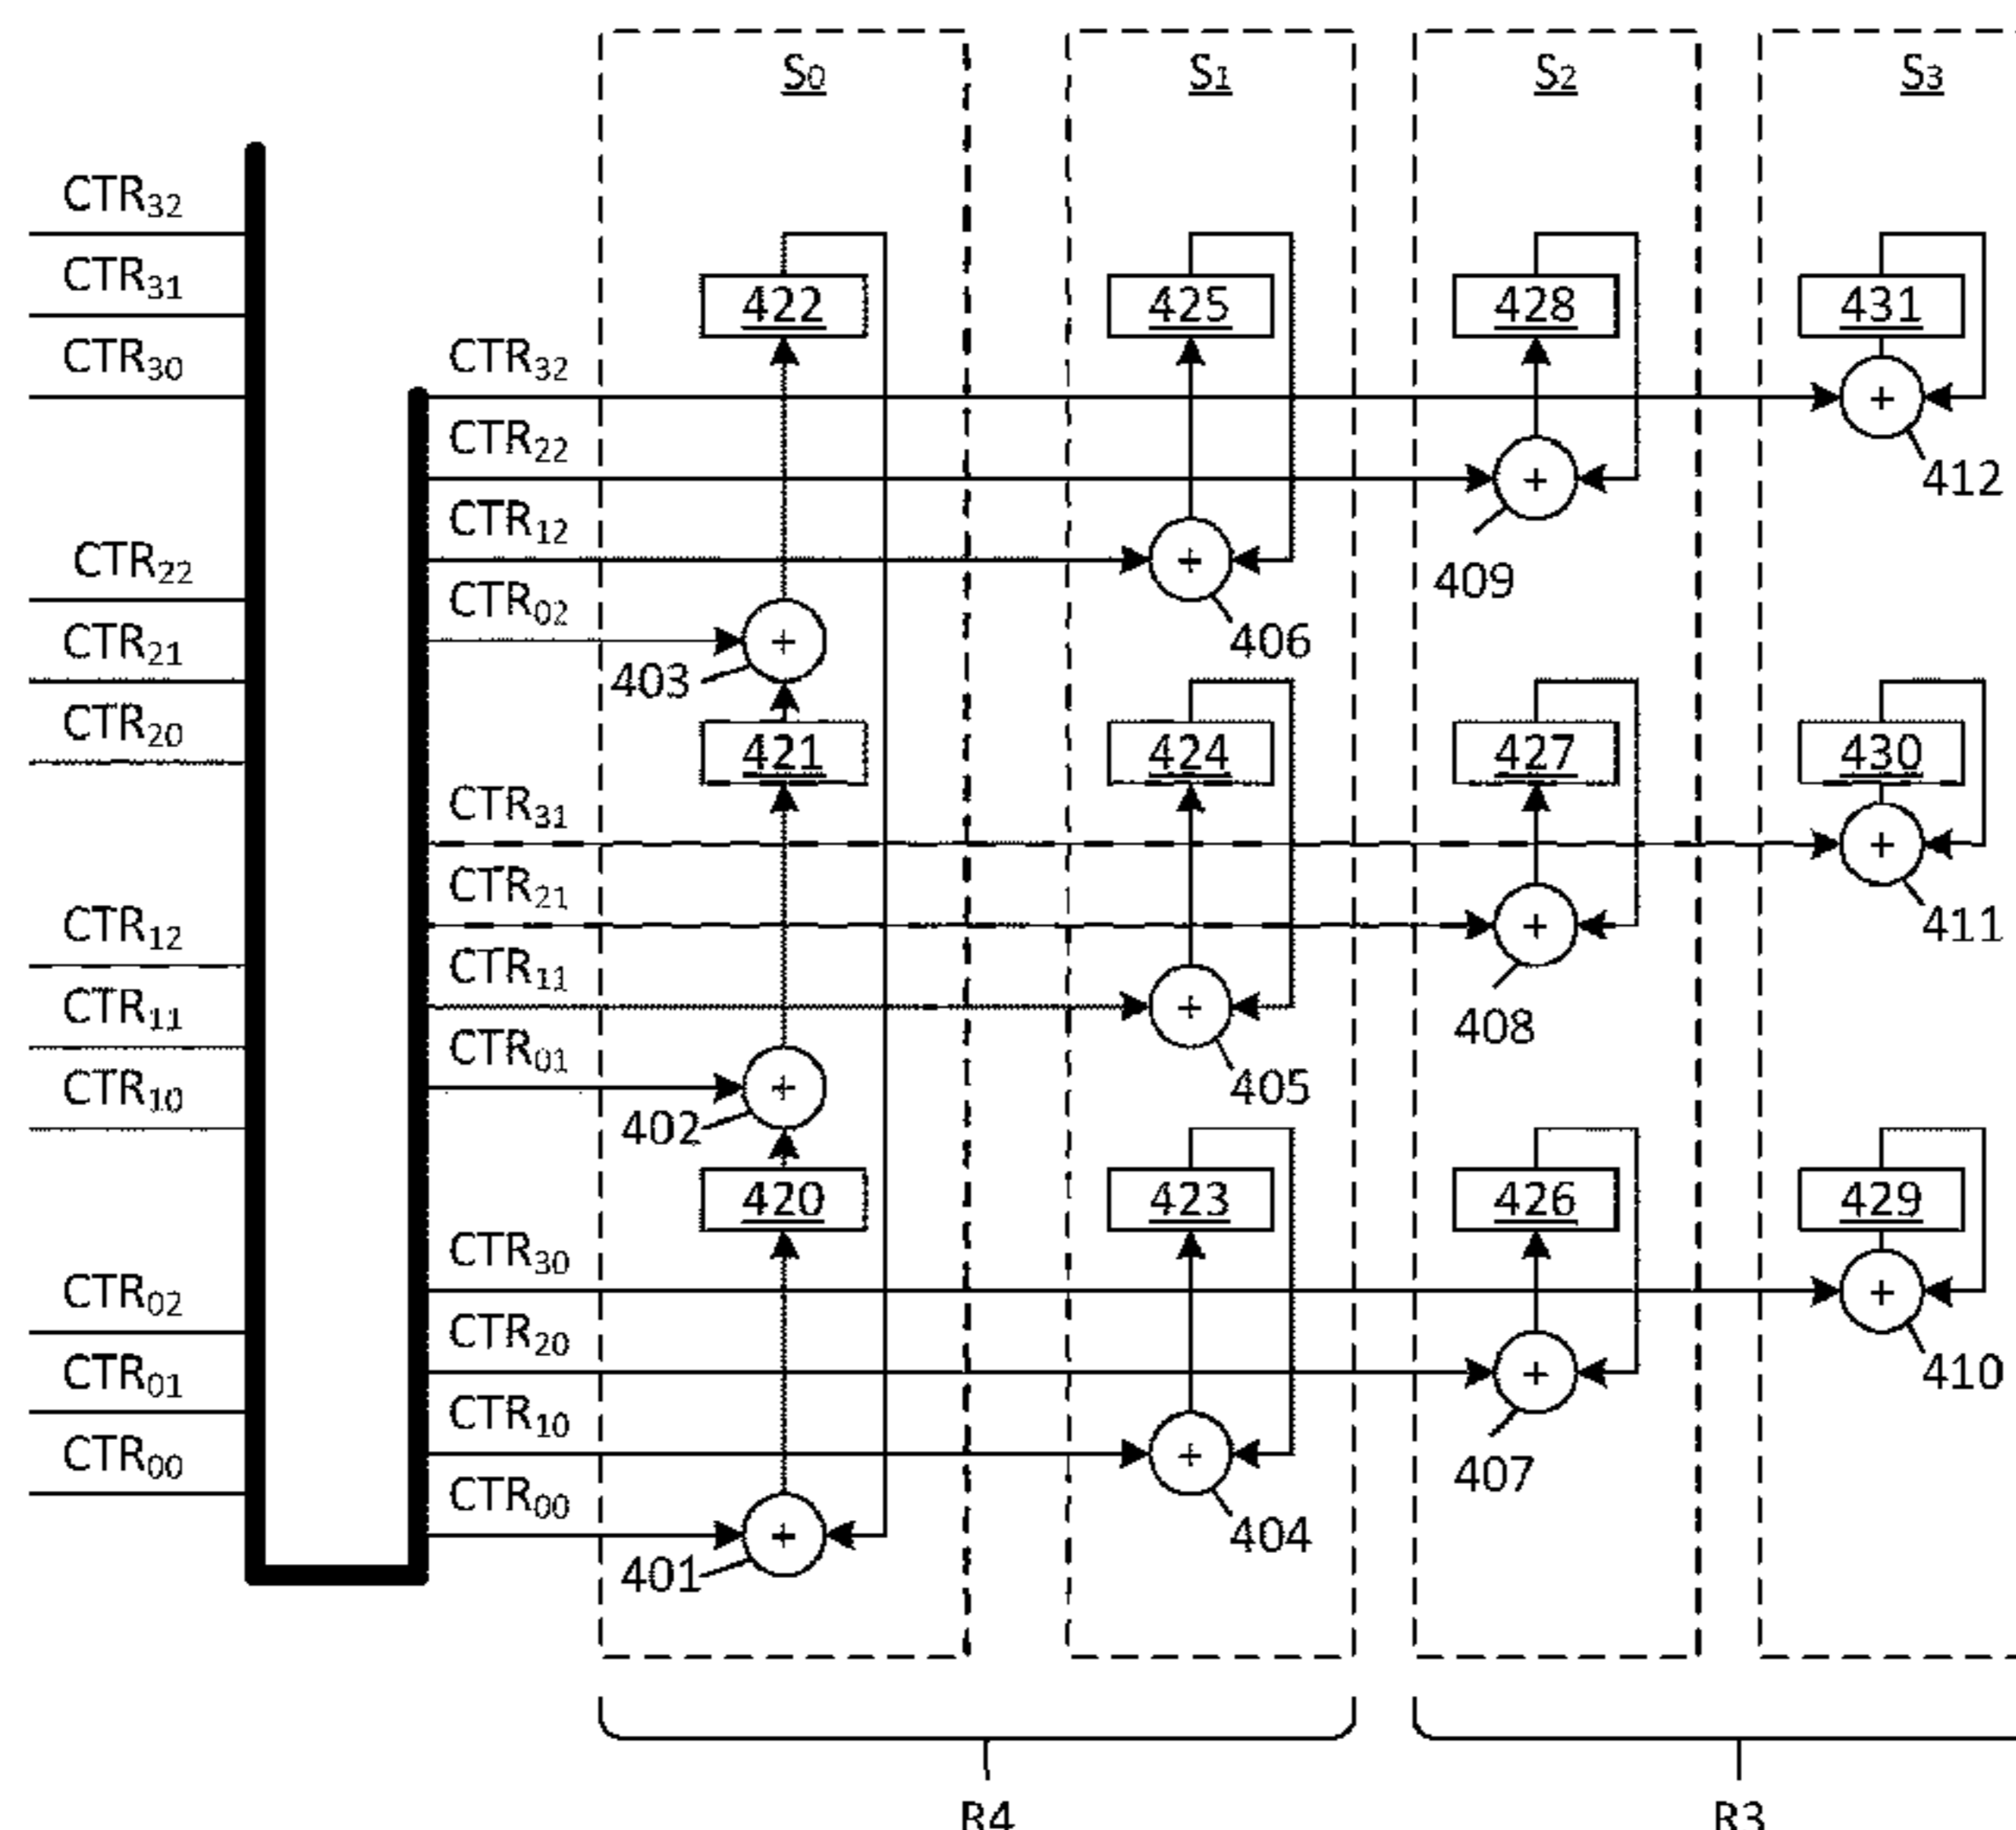 S0 S1 S2 S3
CTR32
CTR31
CTR30
CTR22
CTR21
CTR20
CTR12
CTR11
CTR10
CTR02
CTR01
CTR00
422 425 428 431
CTR32
412
CTR22
409
CTR12
406
CTR02
403
421 424 427 430
CTR31
411
CTR21
408
CTR11
405
CTR01
402
420 423 426 429
CTR30
410
CTR20
407
CTR10
404
CTR00
401
+ + + +
+ + + +
+ + + +
R4 R3